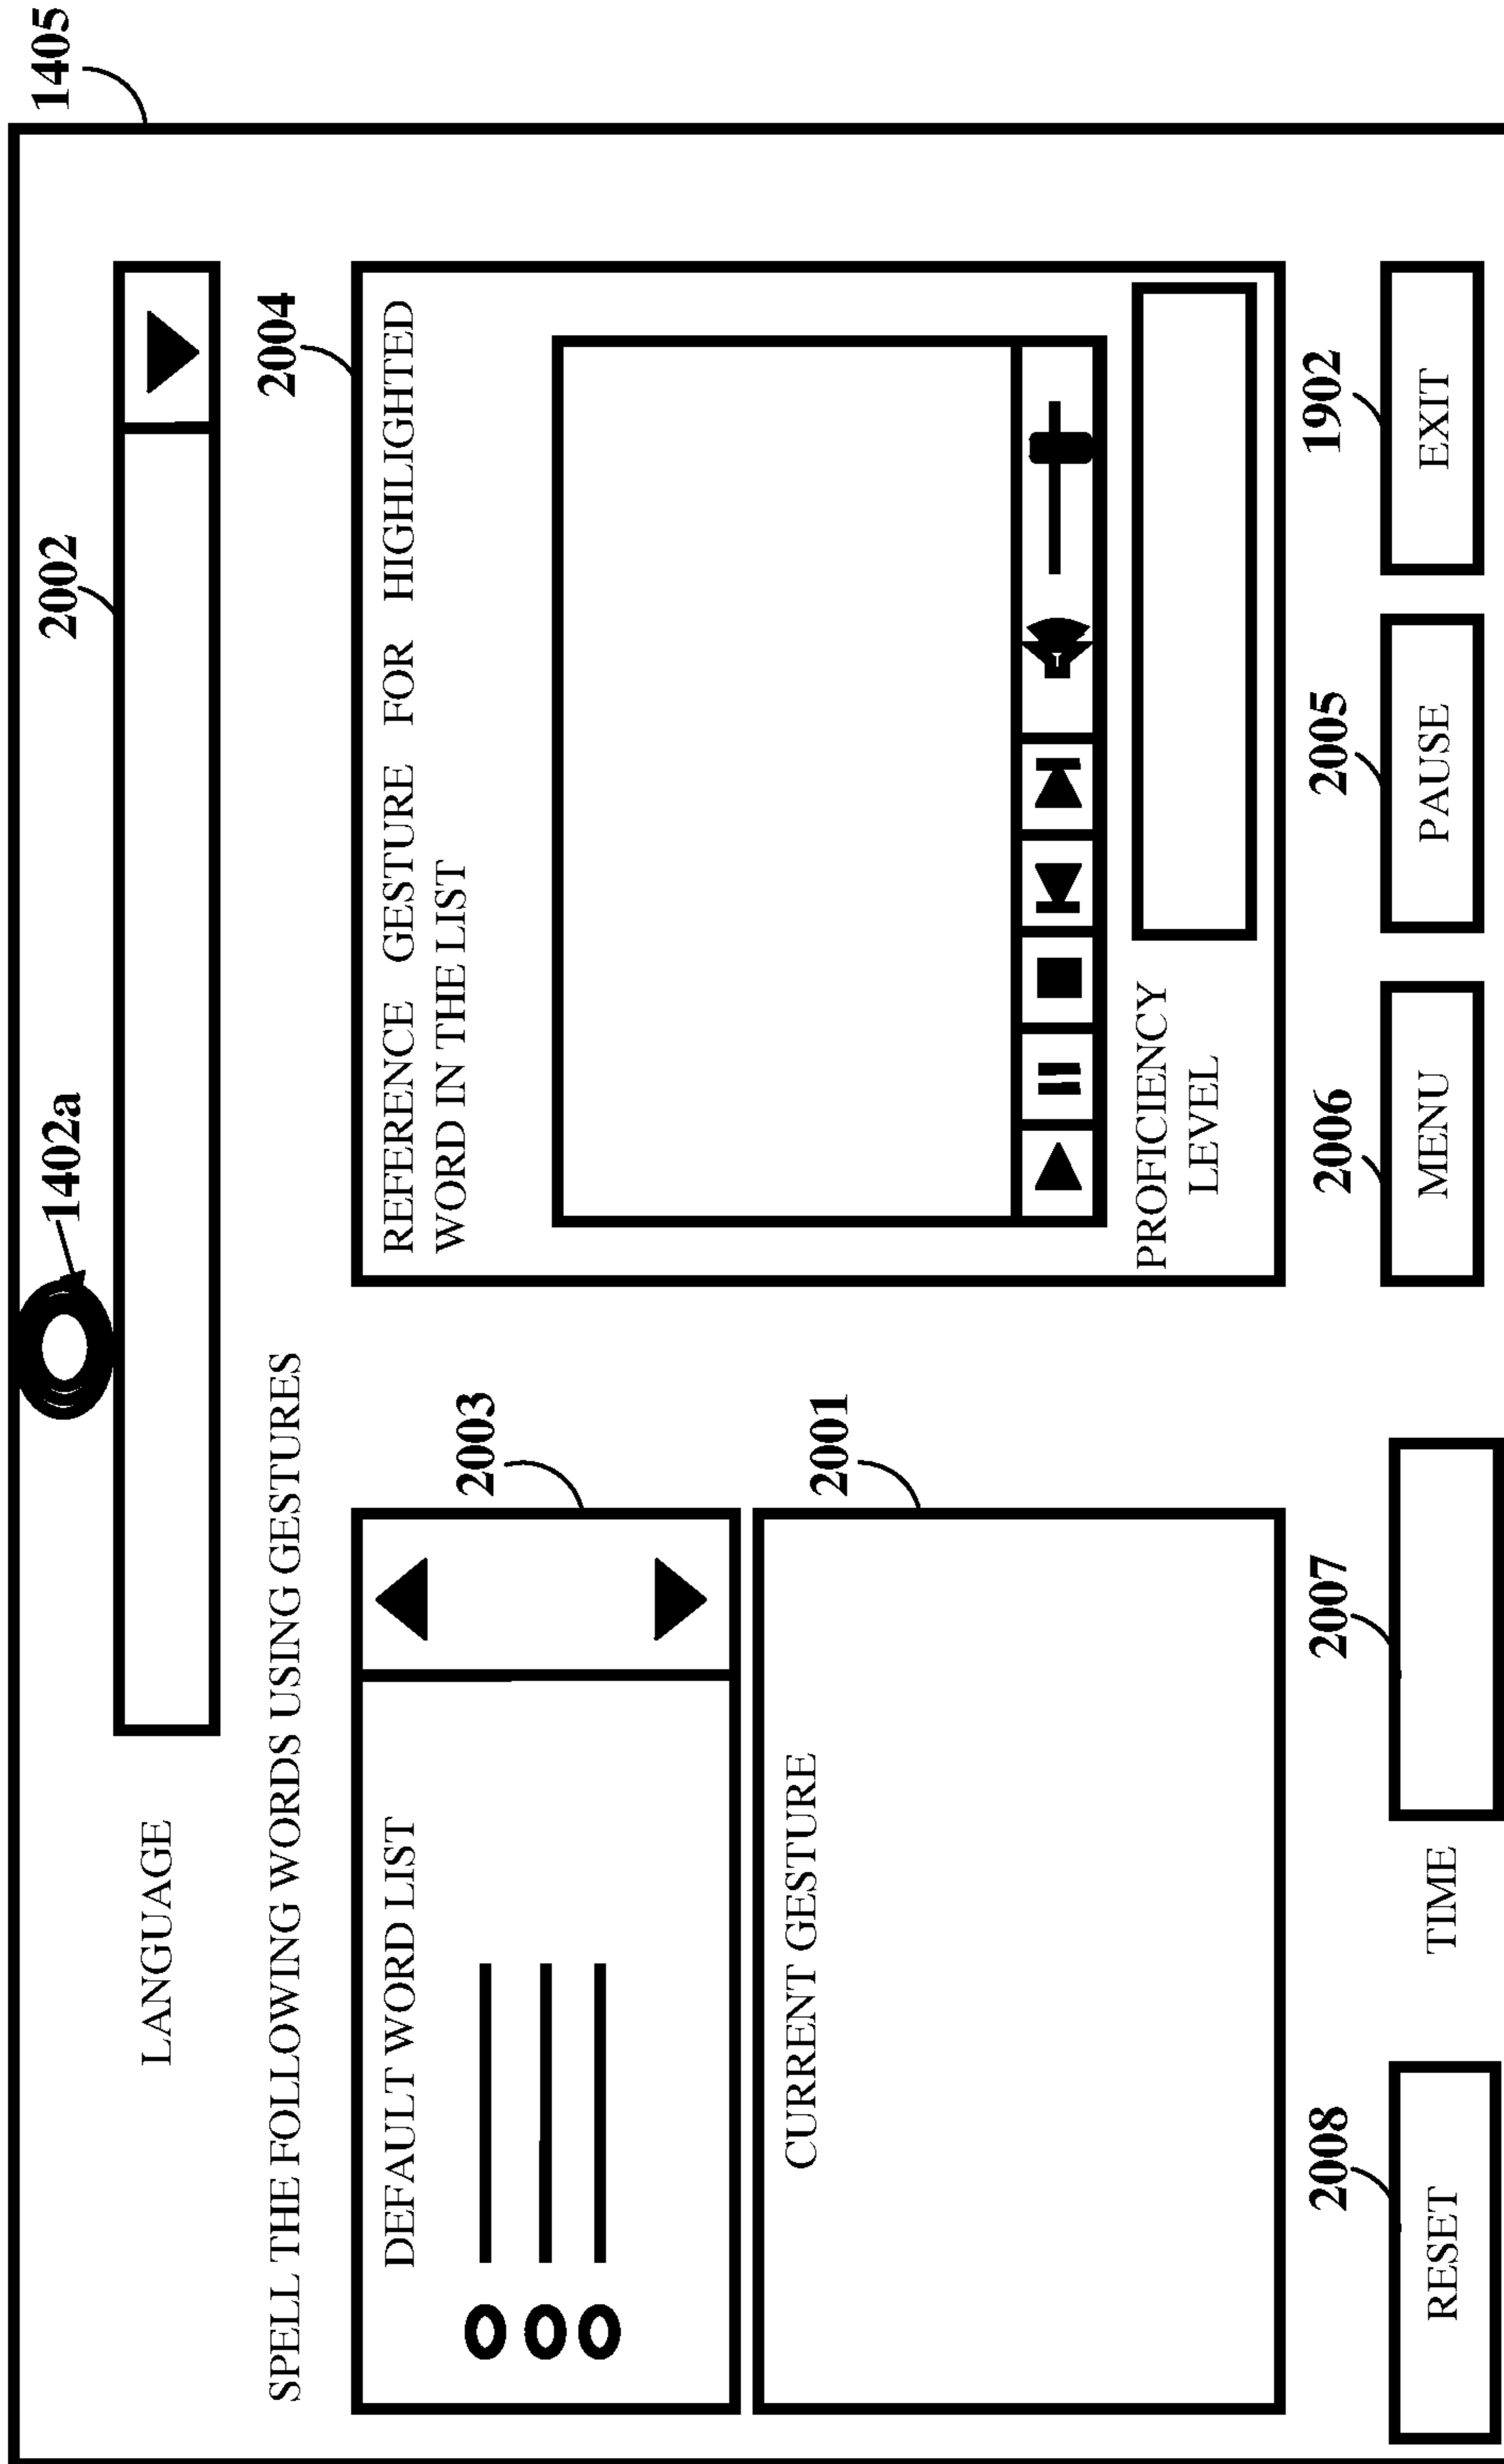 1405
1402a
2002
LANGUAGE
SPELL THE FOLLOWING WORDS USING GESTURES
2004
DEFAULT WORD LIST
2003
REFERENCE GESTURE FOR HIGHLIGHTED
WORD IN THE LIST
CURRENT GESTURE
2001
PROFICIENCY
LEVEL
2008
RESET
TIME
2007
2006
MENU
2005
PAUSE
1902
EXIT